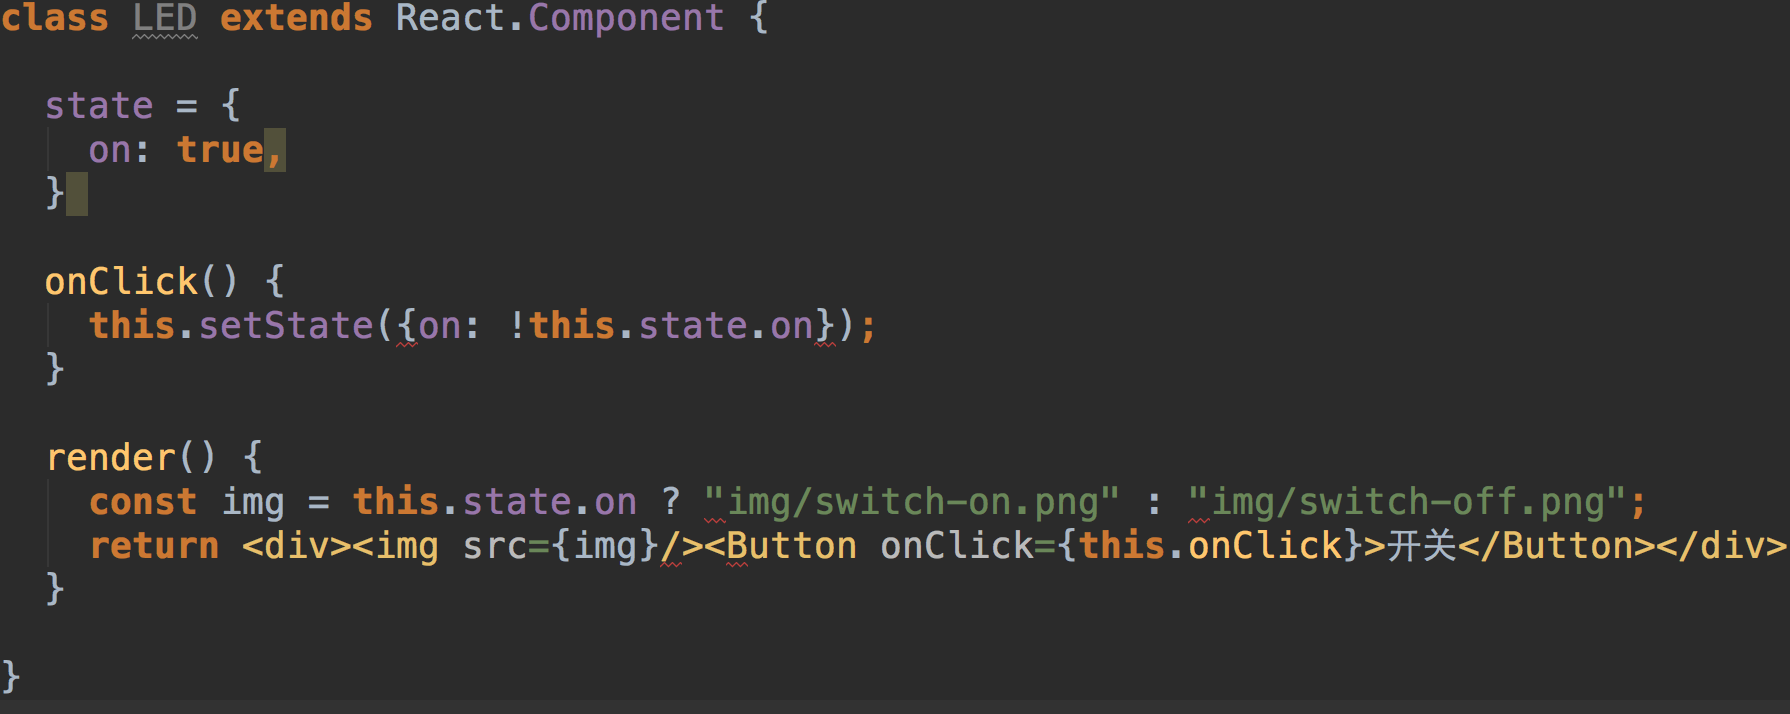 class LED extends React.Component {
state = {
on: true,
}
onClick() {
this.setState({on: !this.state.on});
}
render() {
const img = this.state.on ? "img/switch-on.png" : "img/switch-off.png";
return <div><img src={img}/><Button onClick={this.onClick}>开关</Button></div>
}
}